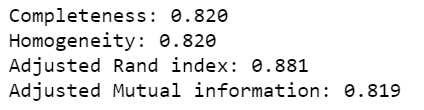 Completeness: 0.820
Homogeneity: 0.820
Adjusted Rand index: 0.881
Adjusted Mutual information: 0.819